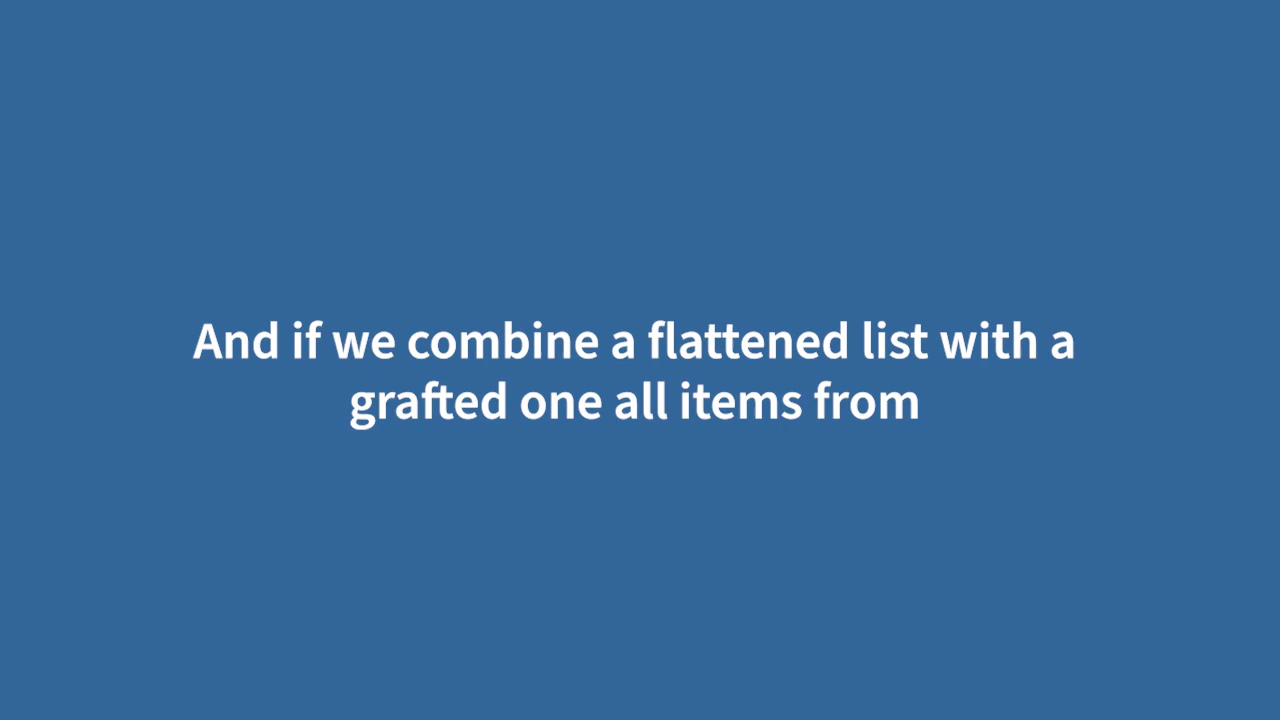 And if we combine a flattened list with a
grafted one all items from